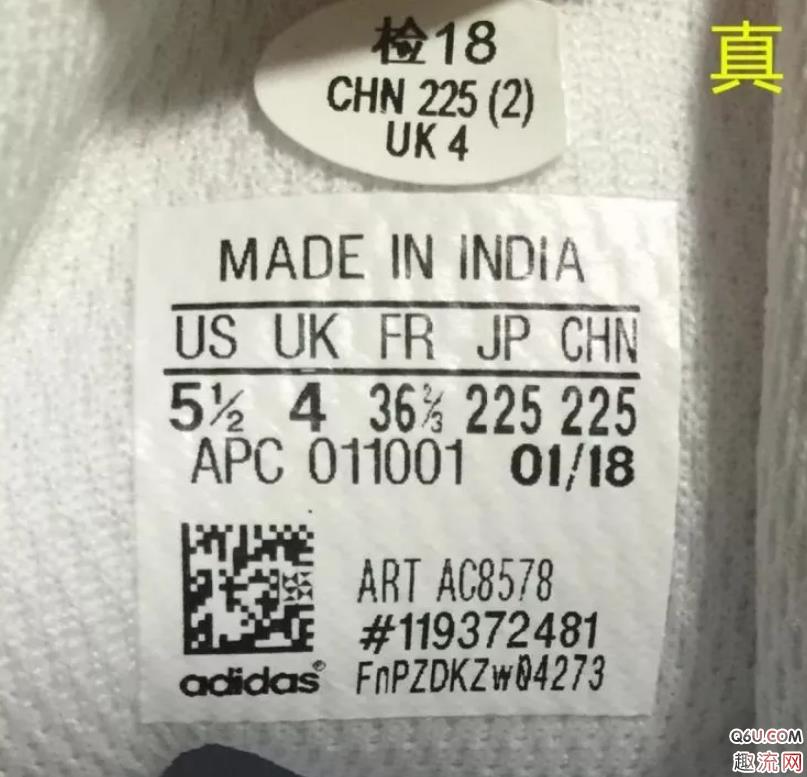 检18
真
CHN 225 (2)
UK 4
MADE IN INDIA
US UK FR JP CHN
5½ 4 36⅔ 225 225
APC 011001 01/18
ART AC8578
#119372481
adidas® FnPZDKZw04273
Q6U.COM
趣流网